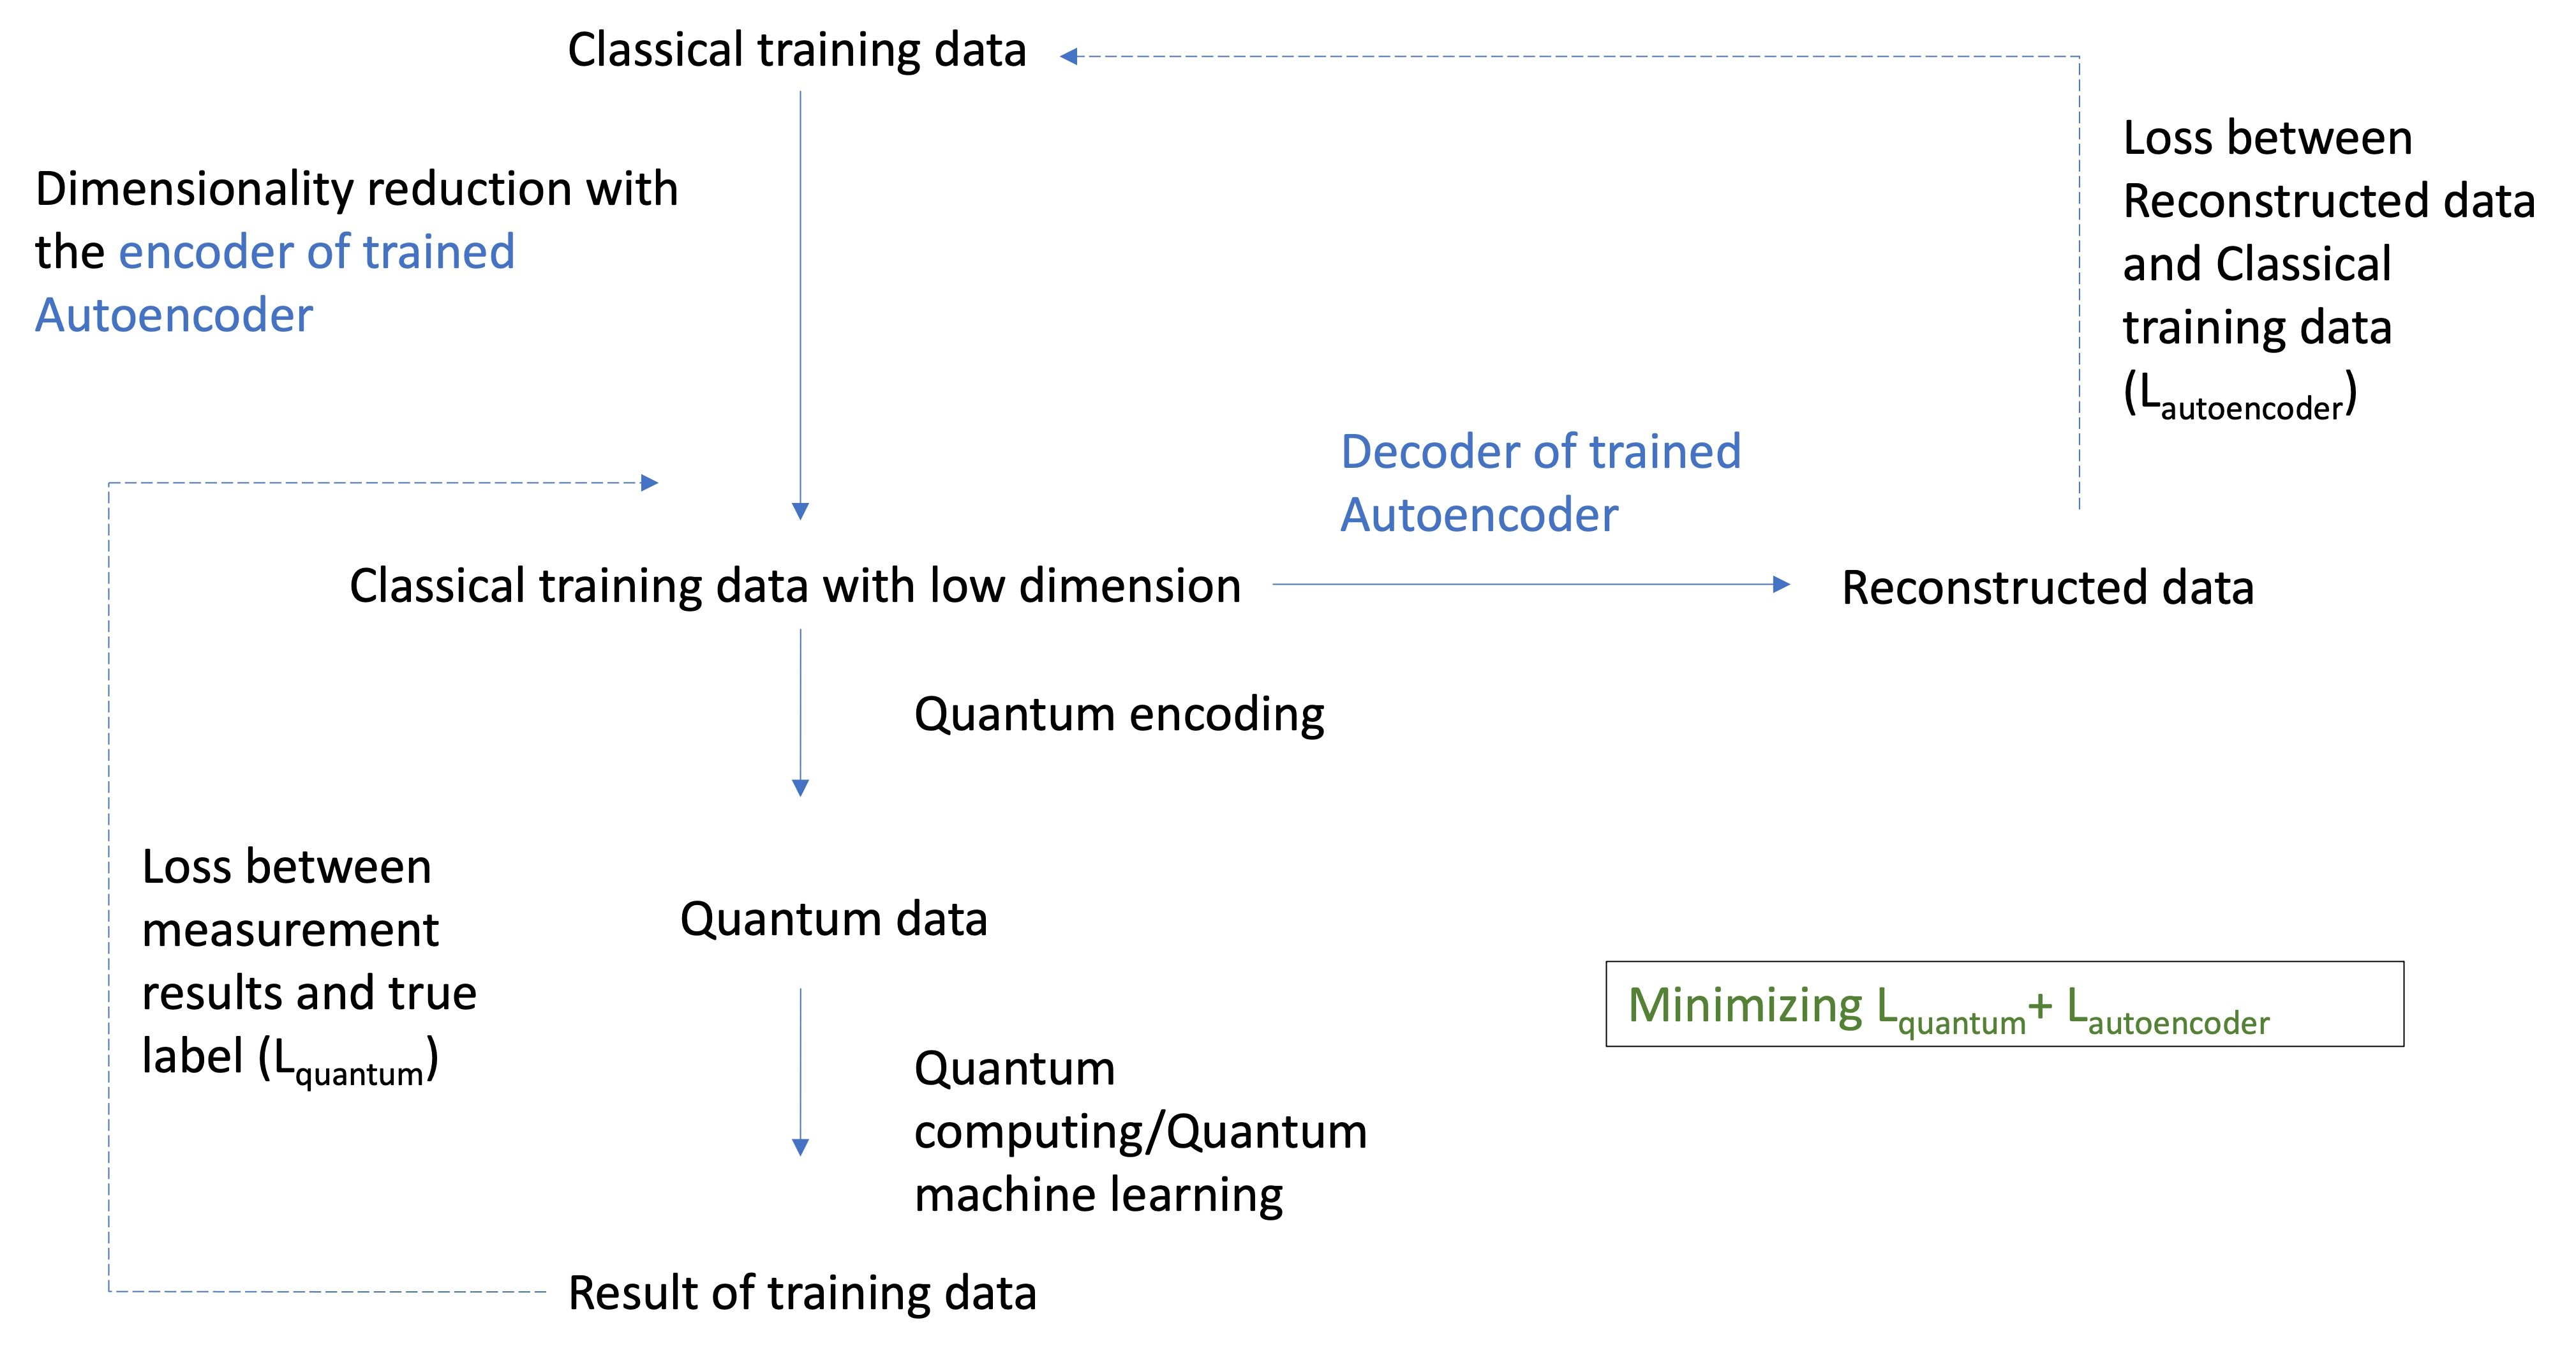 Classical training data
Dimensionality reduction with
the encoder of trained
Autoencoder
Loss between
Reconstructed data
and Classical
training data
(Lautoencoder)
Decoder of trained
Autoencoder
Classical training data with low dimension
Reconstructed data
Quantum encoding
Loss between
measurement
results and true
label (Lquantum)
Quantum data
Minimizing Lquantum+ Lautoencoder
Quantum
computing/Quantum
machine learning
Result of training data